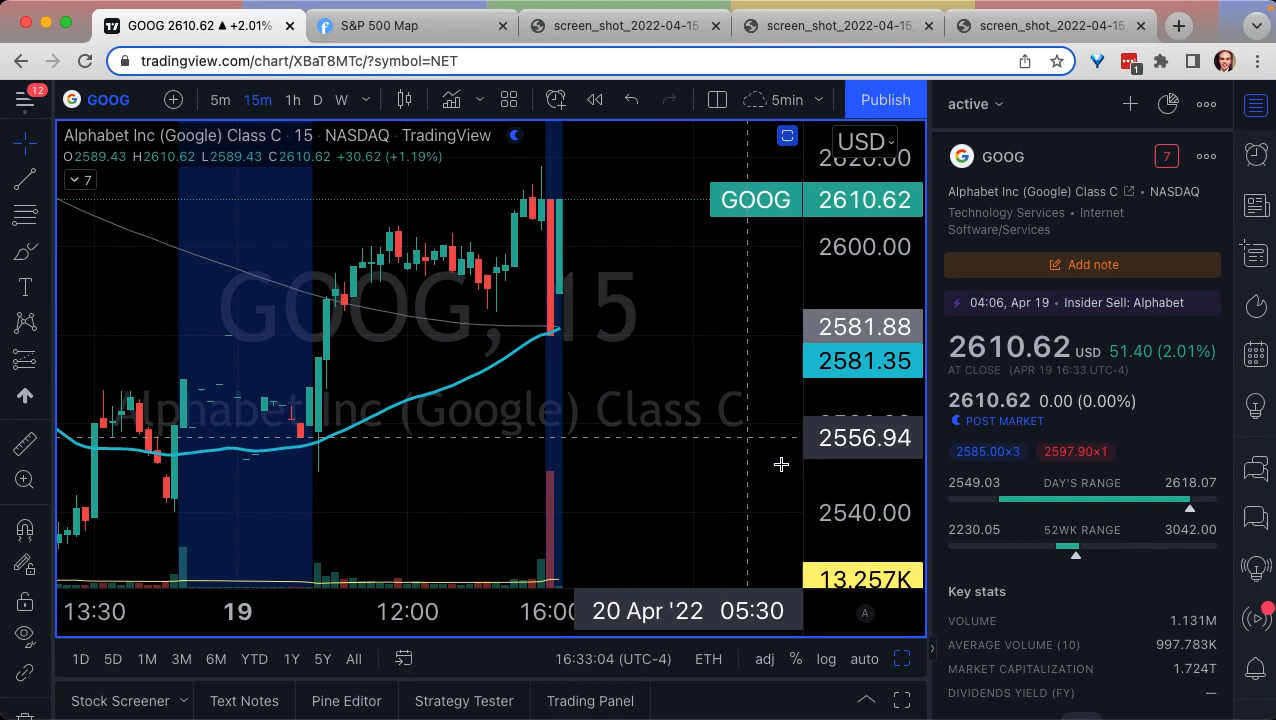 GOOG 2610.62 ▲ +2.01%
S&P 500 Map
screen_shot_2022-04-15_
screen_shot_2022-04-15_
screen_shot_2022-04-15_
tradingview.com/chart/XBaT8MTc/?symbol=NET
1
12
GOOG
5m 15m 1h D W
5min
Publish
Alphabet Inc (Google) Class C · 15 · NASDAQ · TradingView
O2589.43 H2610.62 L2589.43 C2610.62 +30.62 (+1.19%)
7
USD
2620.00
GOOG 2610.62
2600.00
2581.88
2581.35
2556.94
2540.00
13.257K
GOOG, 15
Alphabet Inc (Google) Class C
13:30 19 12:00 16:00 20 Apr '22 05:30
A
1D 5D 1M 3M 6M YTD 1Y 5Y All
16:33:04 (UTC-4) ETH adj % log auto
Stock Screener Text Notes Pine Editor Strategy Tester Trading Panel
active
GOOG
7
Alphabet Inc (Google) Class C • NASDAQ
Technology Services • Internet
Software/Services
Add note
04:06, Apr 19 • Insider Sell: Alphabet
2610.62 USD 51.40 (2.01%)
AT CLOSE (APR 19 16:33 UTC-4)
2610.62 0.00 (0.00%)
POST MARKET
2585.00×3 2597.90×1
2549.03 DAY'S RANGE 2618.07
2230.05 52WK RANGE 3042.00
Key stats
VOLUME 1.131M
AVERAGE VOLUME (10) 997.783K
MARKET CAPITALIZATION 1.724T
DIVIDENDS YIELD (FY) —